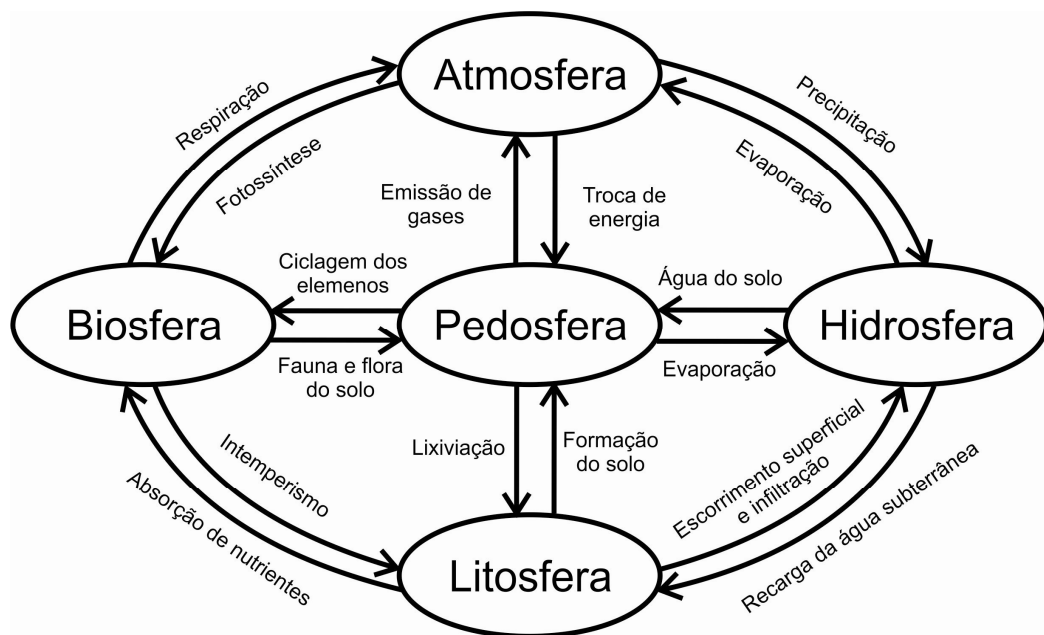 Atmosfera
Respiração
Fotossíntese
Precipitação
Evaporação
Emissão de
gases
Troca de
energia
Biosfera
Ciclagem dos
elemenos
Fauna e flora
do solo
Pedosfera
Água do solo
Evaporação
Hidrosfera
Intemperismo
Absorção de nutrientes
Lixiviação
Formação
do solo
Escorrimento superficial
e infiltração
Recarga da água subterrânea
Litosfera